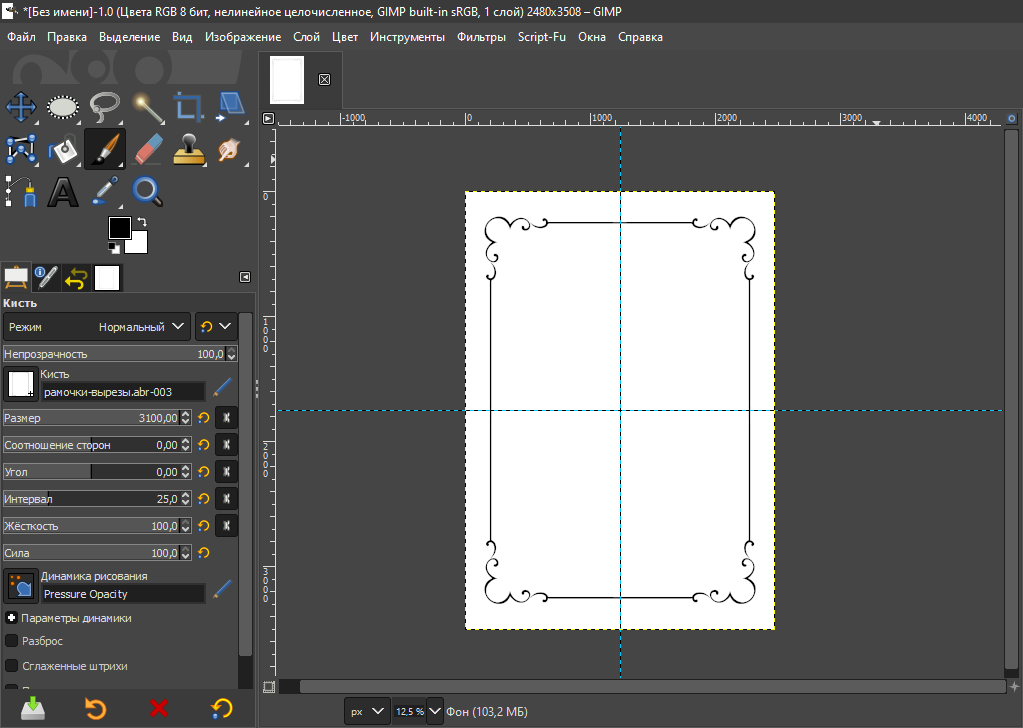 *[Без имени]-1.0 (Цвета RGB 8 бит, нелинейное целочисленное, GIMP built-in sRGB, 1 слой) 2480x3508 – GIMP
Файл Правка Выделение Вид Изображение Слой Цвет Инструменты Фильтры Script-Fu Окна Справка
-1000 0 1000 2000 3000 4000
0
1000
2000
3000
Кисть
Режим Нормальный
Непрозрачность 100,0
Кисть
рамочки-вырезы.abr-003
Размер 3100,00
Соотношение сторон 0,00
Угол 0,00
Интервал 25,0
Жёсткость 100,0
Сила 100,0
Динамика рисования
Pressure Opacity
Параметры динамики
Разброс
Сглаженные штрихи
px 12,5 % Фон (103,2 МБ)